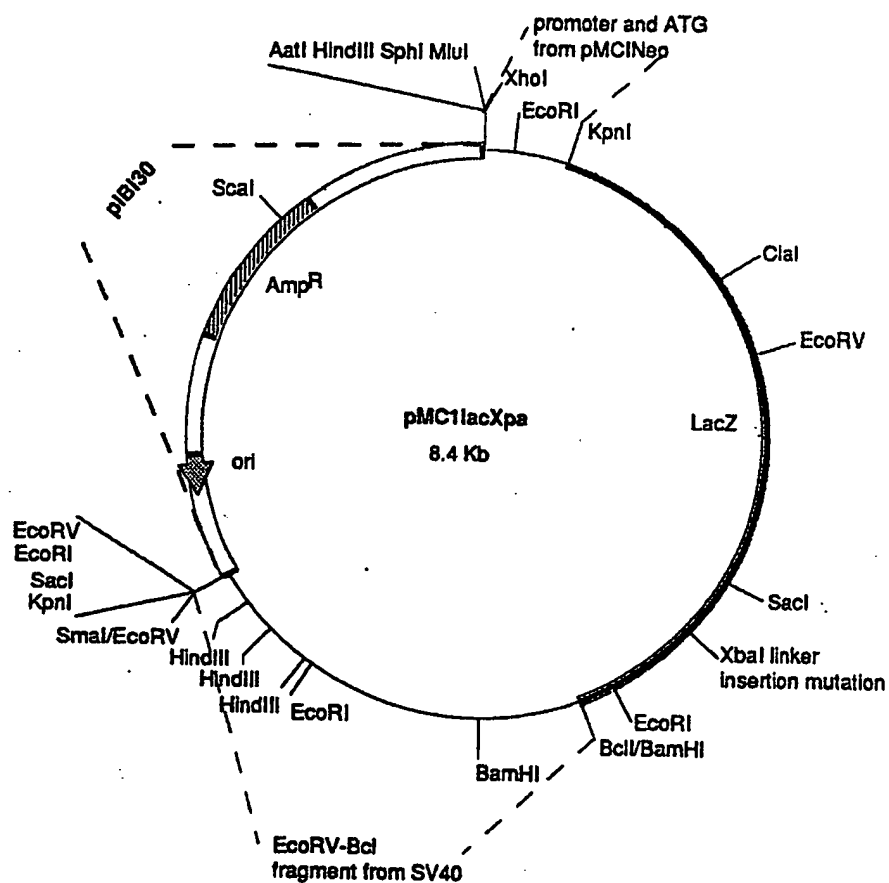 promoter and ATG
from pMCINeo
AatI HindIII SphI MluI
XhoI
EcoRI
KpnI
pIBI30
ScaI
AmpR
ClaI
EcoRV
pMC1lacXpa
8.4 Kb
LacZ
ori
EcoRV
EcoRI
SacI
KpnI
SmaI/EcoRV
HindIII
HindIII
HindIII
EcoRI
SacI
XbaI linker
insertion mutation
EcoRI
BclI/BamHI
BamHI
EcoRV-Bcl
fragment from SV40